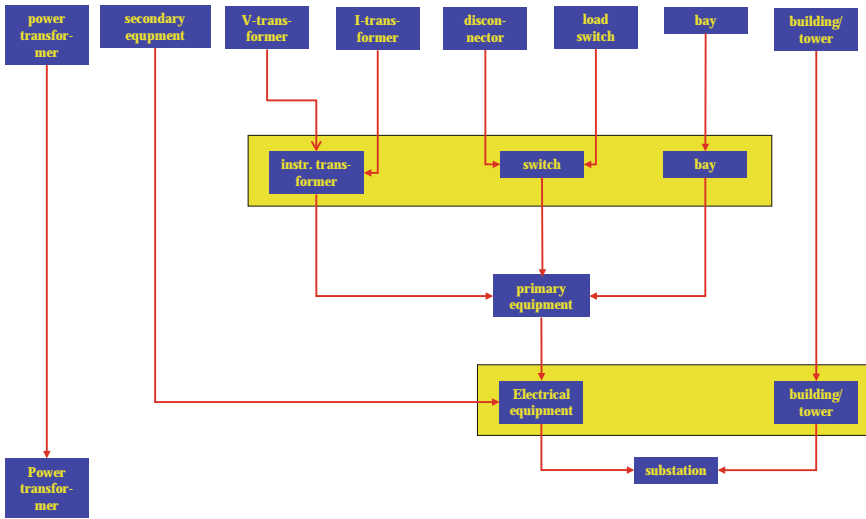 power
transfor-
mer
secondary
equpment
V-trans-
former
I-trans-
former
discon-
nector
load
switch
bay
building/
tower
instr. trans-
former
switch
bay
primary
equipment
Electrical
equipment
building/
tower
Power
transfor-
mer
substation